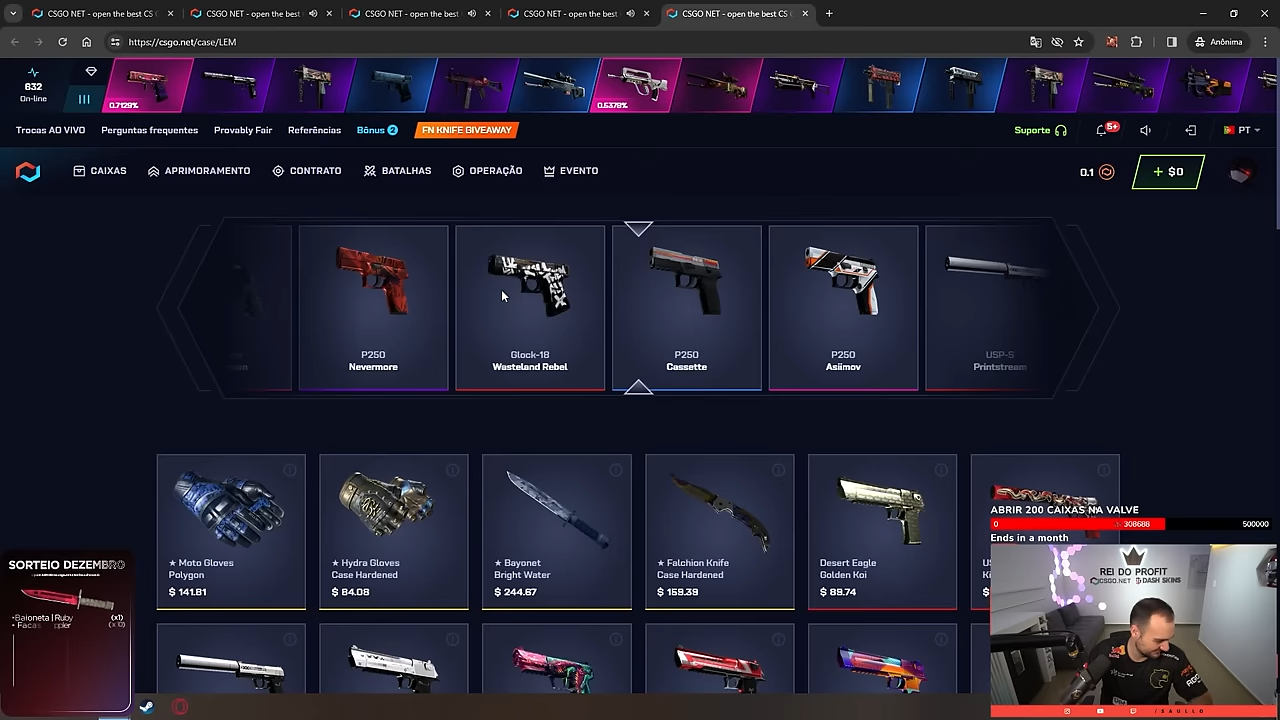 CSGO NET - open the best CS (
CSGO NET - open the best
CSGO NET - open the best
CSGO NET - open the best
CSGO NET - open the best CS (
https://csgo.net/case/LEM
Anônima
632
On-line
0.7129%
0.5378%
Trocas AO VIVO
Perguntas frequentes
Provably Fair
Referências
Bônus 2
FN KNIFE GIVEAWAY
Suporte
5+
PT
CAIXAS
APRIMORAMENTO
CONTRATO
BATALHAS
OPERAÇÃO
EVENTO
0.1
+ $0
P250
Nevermore
Glock-18
Wasteland Rebel
P250
Cassette
P250
Asiimov
USP-S
Printstream
★ Moto Gloves
Polygon
$ 141.81
★ Hydra Gloves
Case Hardened
$ 84.08
★ Bayonet
Bright Water
$ 244.67
★ Falchion Knife
Case Hardened
$ 159.39
Desert Eagle
Golden Koi
$ 89.74
ABRIR 200 CAIXAS NA VALVE
0
308688
500000
Ends in a month
REI DO PROFIT
CSGO.NET
DASH SKINS
/SAULLO
SORTEIO DEZEMBRO
Baioneta | Ruby
(x1)